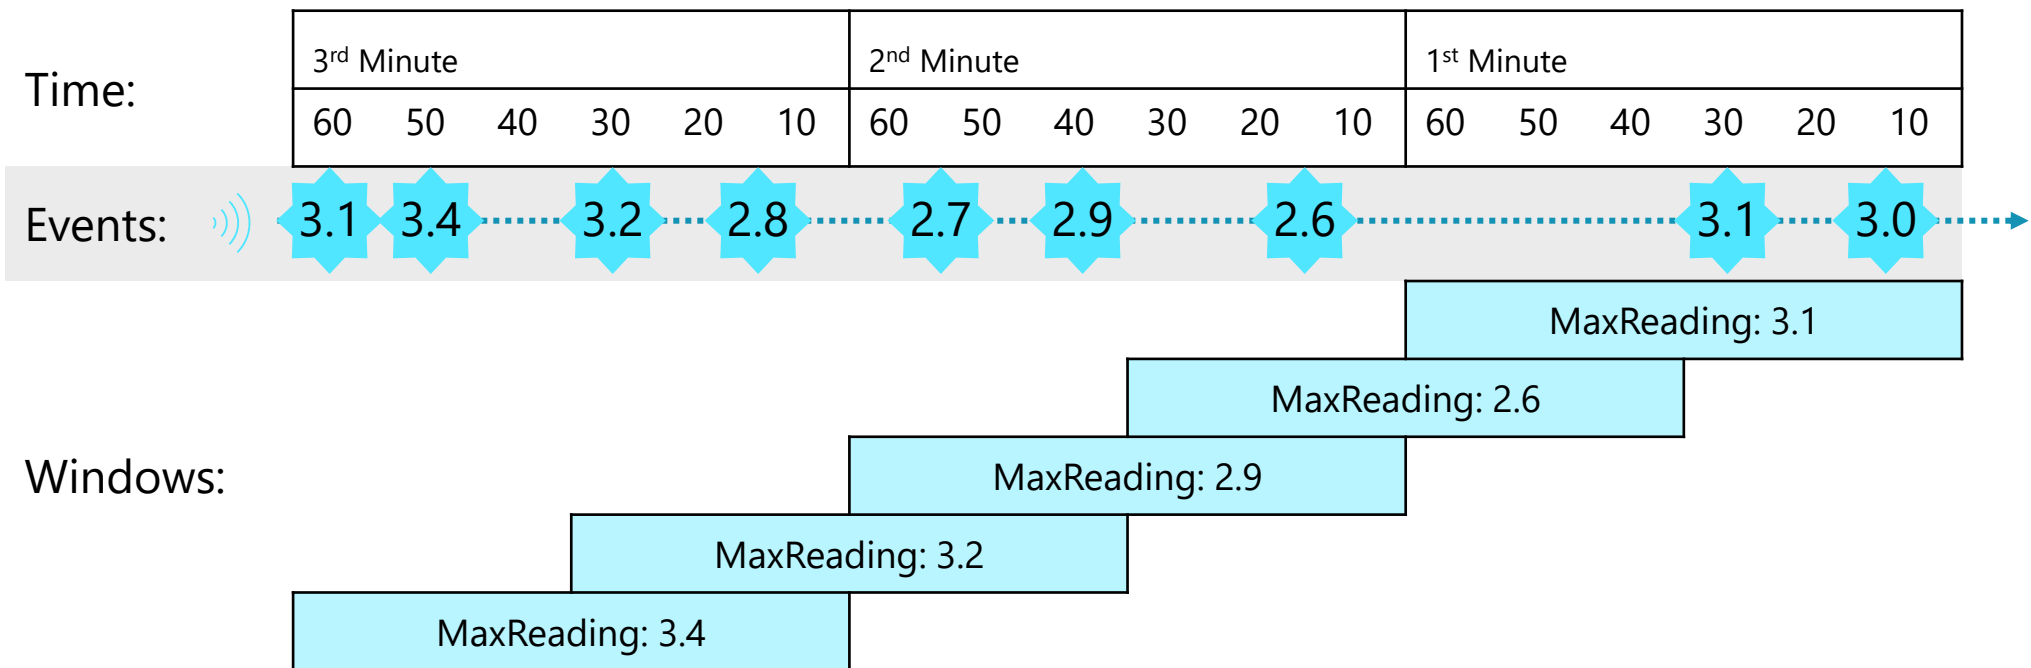 Time:
3rd Minute 2nd Minute 1st Minute
60 50 40 30 20 10 60 50 40 30 20 10 60 50 40 30 20 10
Events: 3.1 3.4 3.2 2.8 2.7 2.9 2.6 3.1 3.0
MaxReading: 3.1
MaxReading: 2.6
Windows:
MaxReading: 2.9
MaxReading: 3.2
MaxReading: 3.4